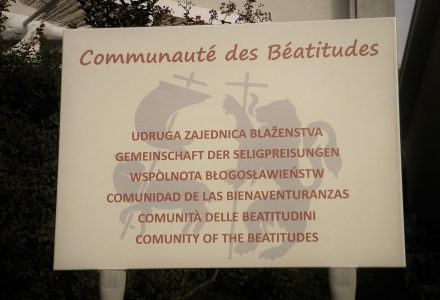 Communauté des Béatitudes
UDRUGA ZAJEDNICA BLAŽENSTVA
GEMEINSCHAFT DER SELIGPREISUNGEN
WSPÒLNOTA BŁOGOSŁAWIEŃSTW
COMUNIDAD DE LAS BIENAVENTURANZAS
COMUNITÀ DELLE BEATITUDINI
COMUNITY OF THE BEATITUDES